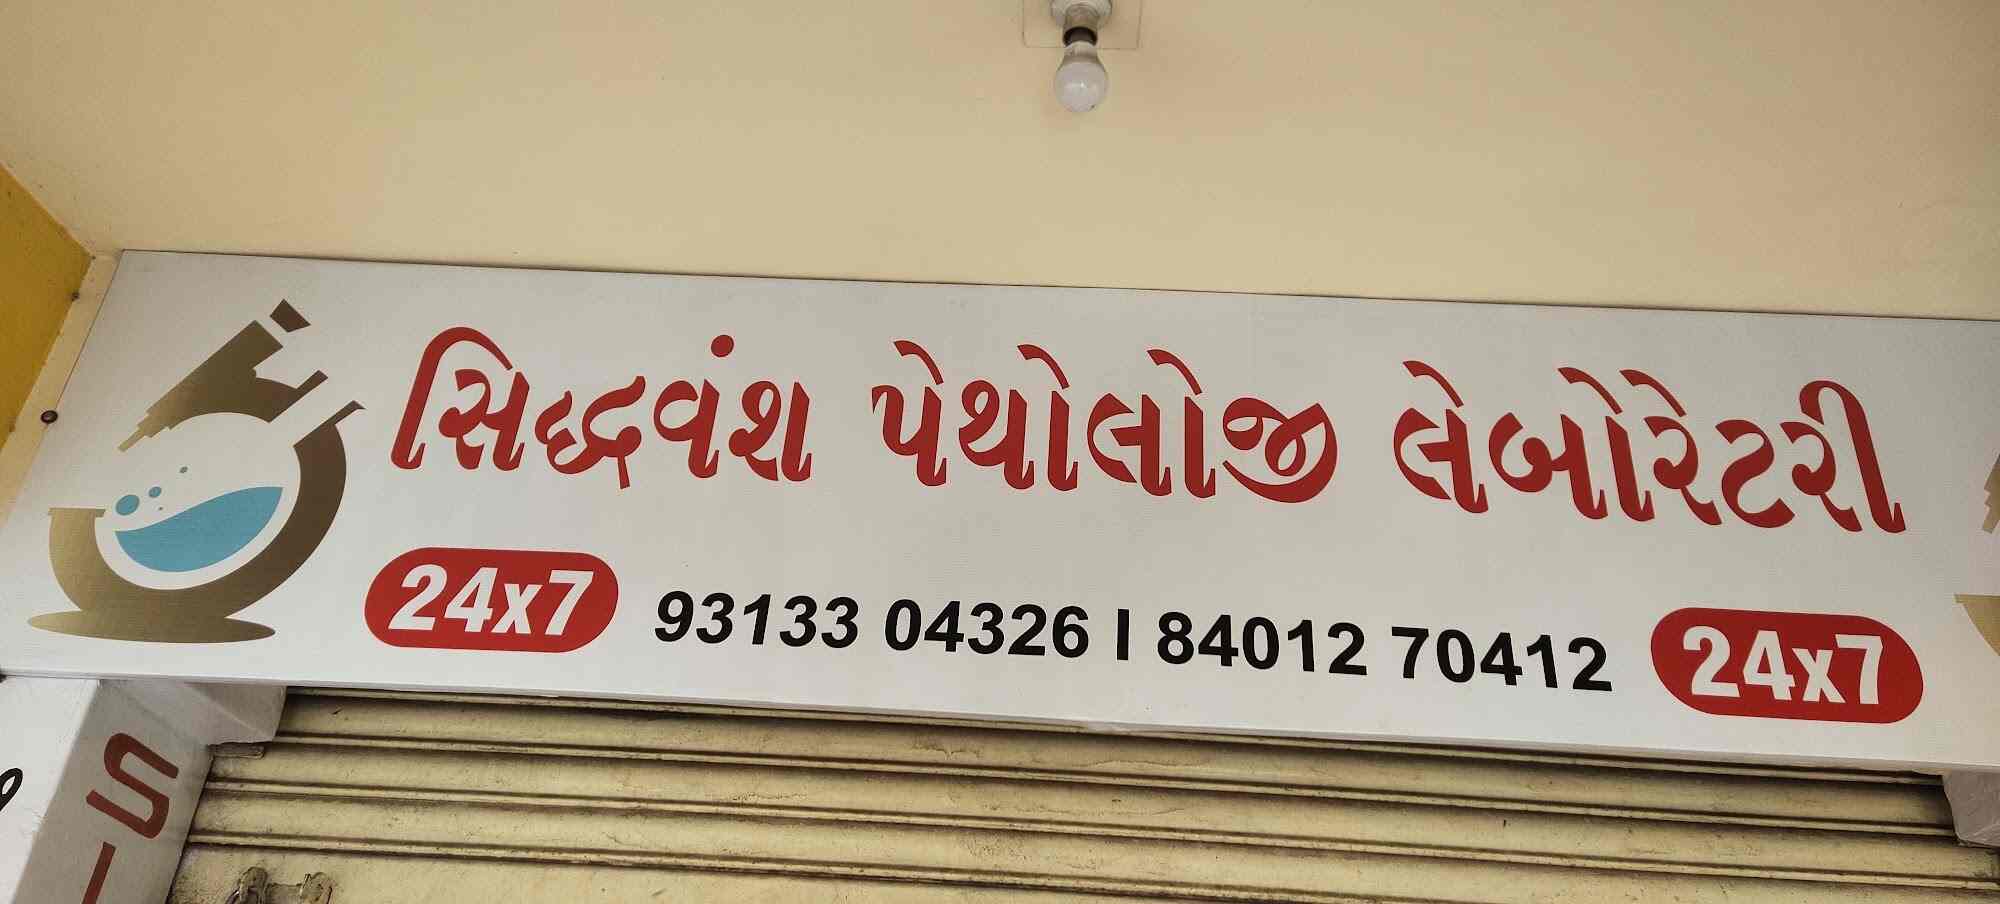 સિદ્ધવંશ પેથોલોજી લેબોરેટરી
24x7 93133 04326 | 84012 70412 24x7